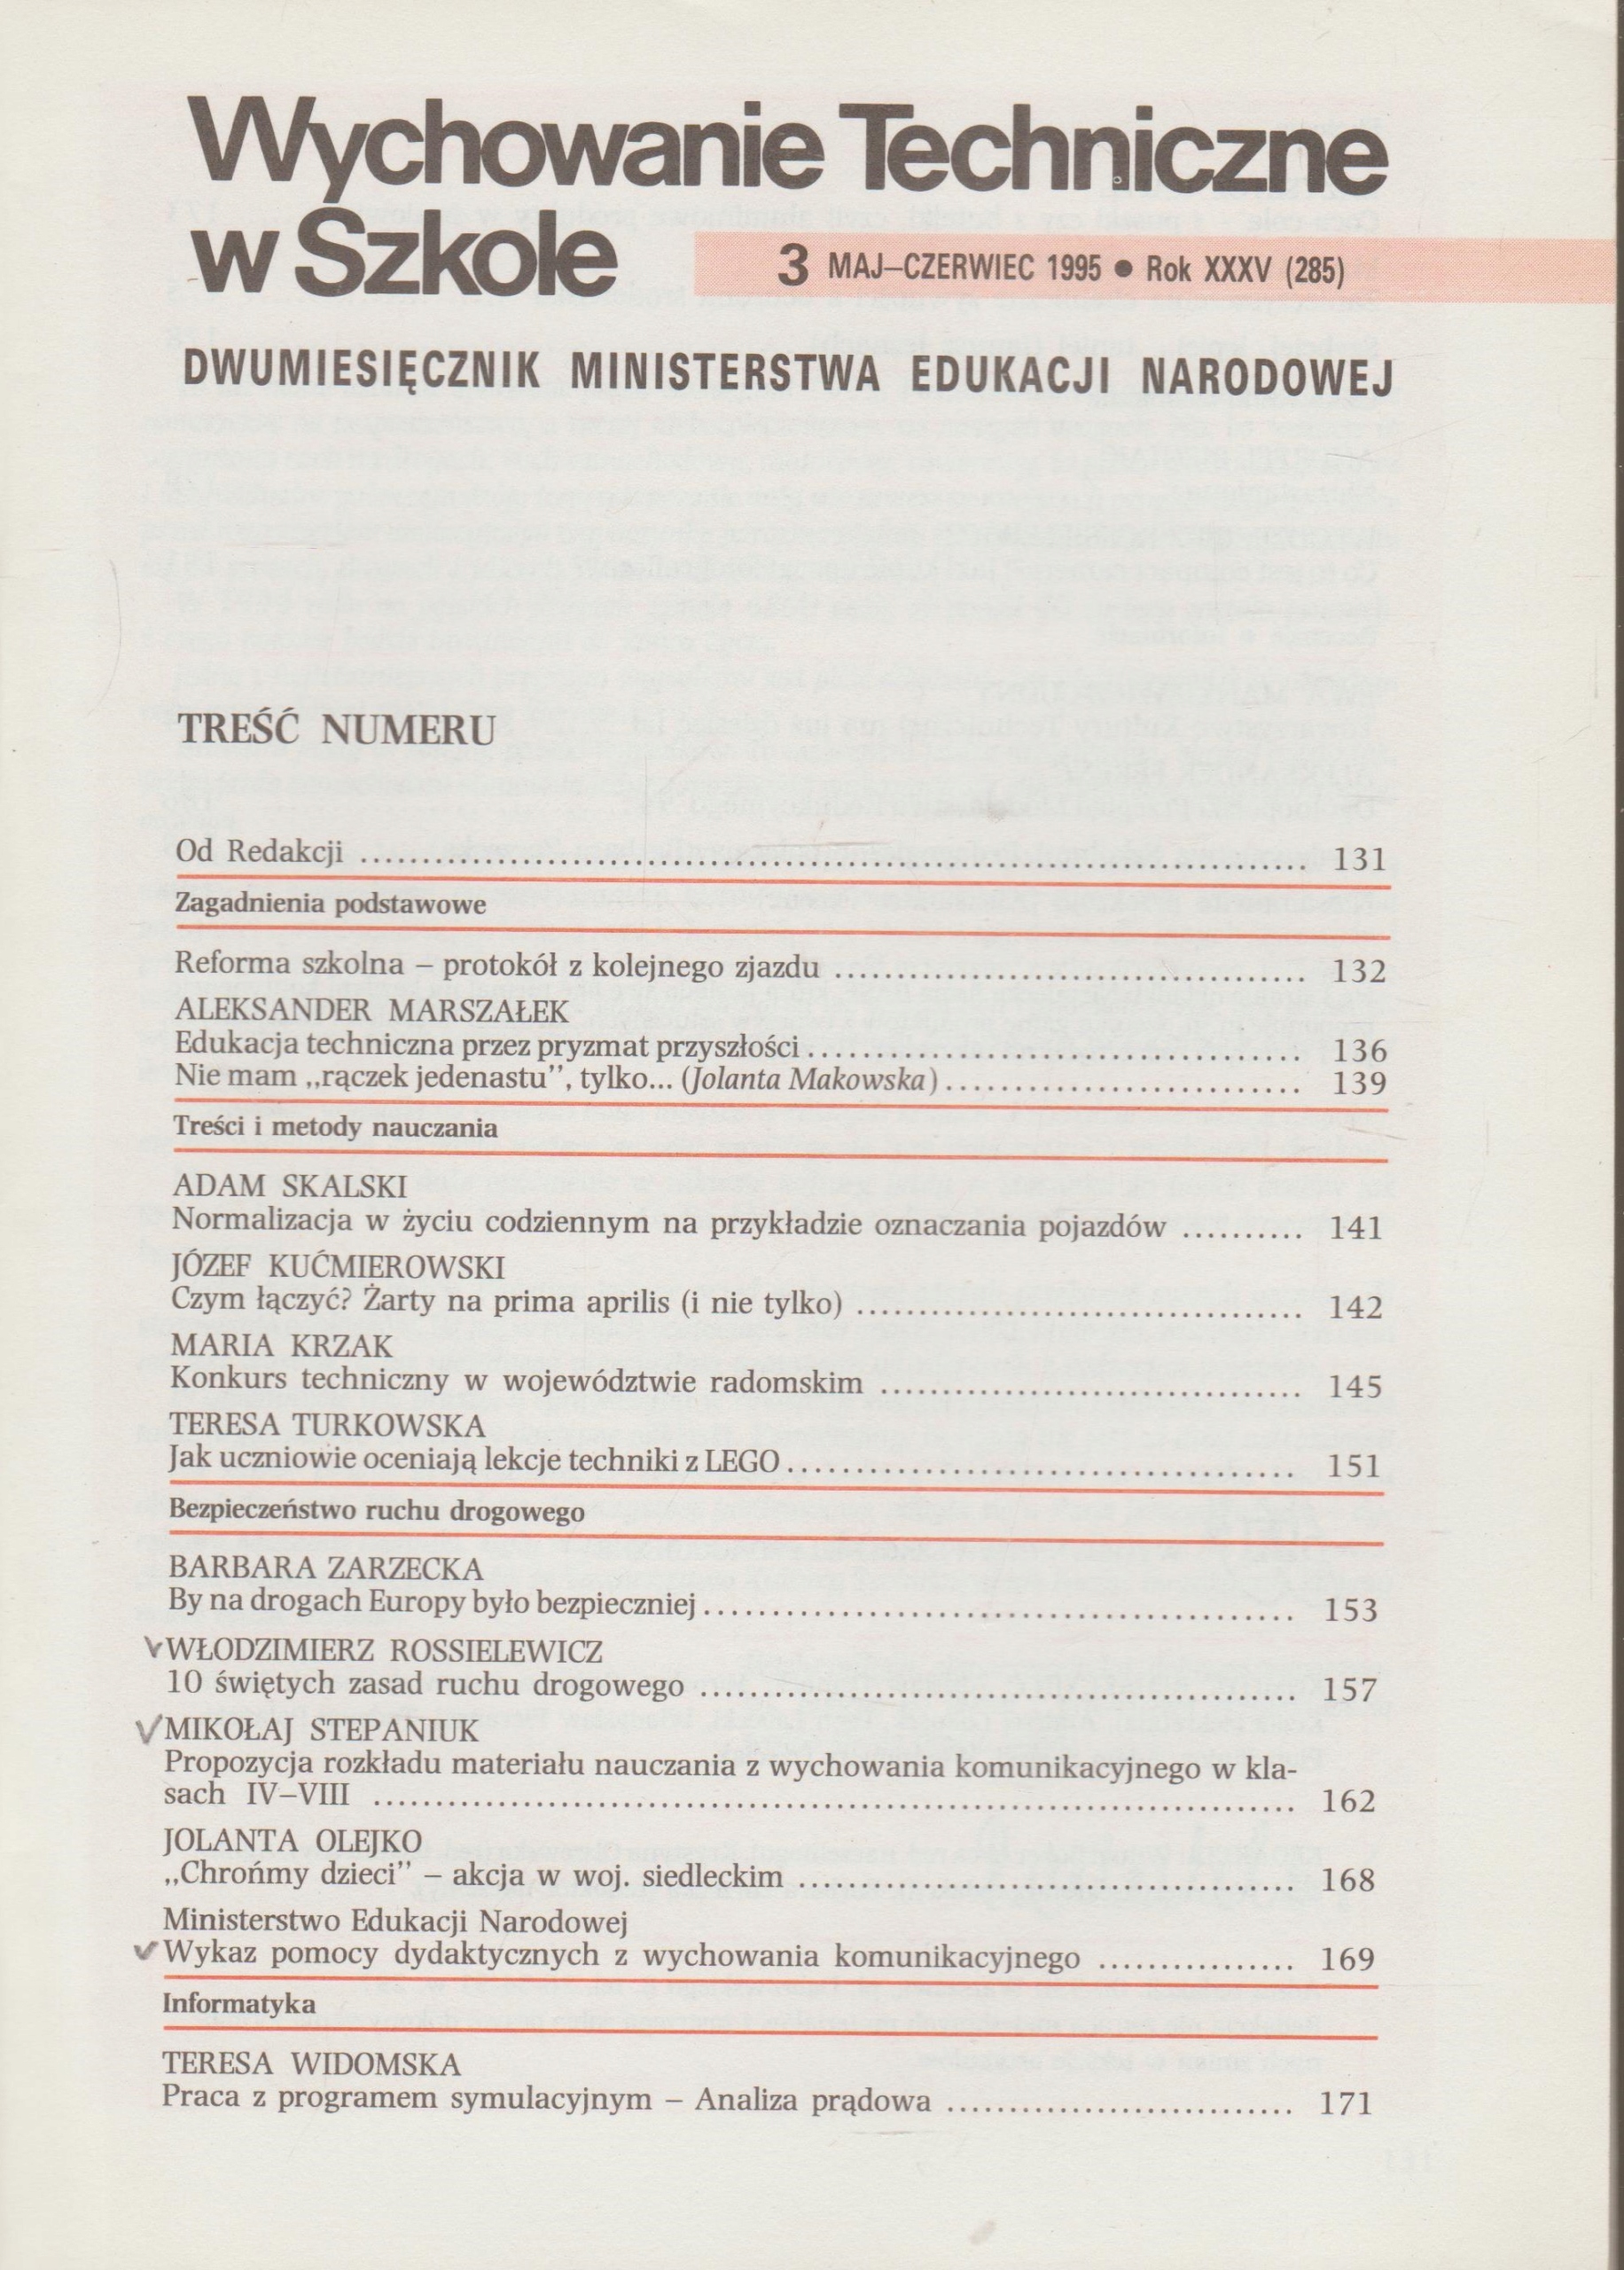 Wychowanie Techniczne
w Szkole
3 MAJ–CZERWIEC 1995 ● Rok XXXV (285)
DWUMIESIĘCZNIK MINISTERSTWA EDUKACJI NARODOWEJ
TREŚĆ NUMERU
Od Redakcji ........ 131
Zagadnienia podstawowe
Reforma szkolna – protokół z kolejnego zjazdu ........ 132
ALEKSANDER MARSZAŁEK
Edukacja techniczna przez pryzmat przyszłości ........ 136
Nie mam ,,rączek jedenastu", tylko... (Jolanta Makowska) ........ 139
Treści i metody nauczania
ADAM SKALSKI
Normalizacja w życiu codziennym na przykładzie oznaczania pojazdów ........ 141
JÓZEF KUĆMIEROWSKI
Czym łączyć? Żarty na prima aprilis (i nie tylko) ........ 142
MARIA KRZAK
Konkurs techniczny w województwie radomskim ........ 145
TERESA TURKOWSKA
Jak uczniowie oceniają lekcje techniki z LEGO ........ 151
Bezpieczeństwo ruchu drogowego
BARBARA ZARZECKA
By na drogach Europy było bezpieczniej ........ 153
WŁODZIMIERZ ROSSIELEWICZ
10 świętych zasad ruchu drogowego ........ 157
MIKOŁAJ STEPANIUK
Propozycja rozkładu materiału nauczania z wychowania komunikacyjnego w kla-
sach IV–VIII ........ 162
JOLANTA OLEJKO
,,Chrońmy dzieci" – akcja w woj. siedleckim ........ 168
Ministerstwo Edukacji Narodowej
Wykaz pomocy dydaktycznych z wychowania komunikacyjnego ........ 169
Informatyka
TERESA WIDOMSKA
Praca z programem symulacyjnym – Analiza prądowa ........ 171